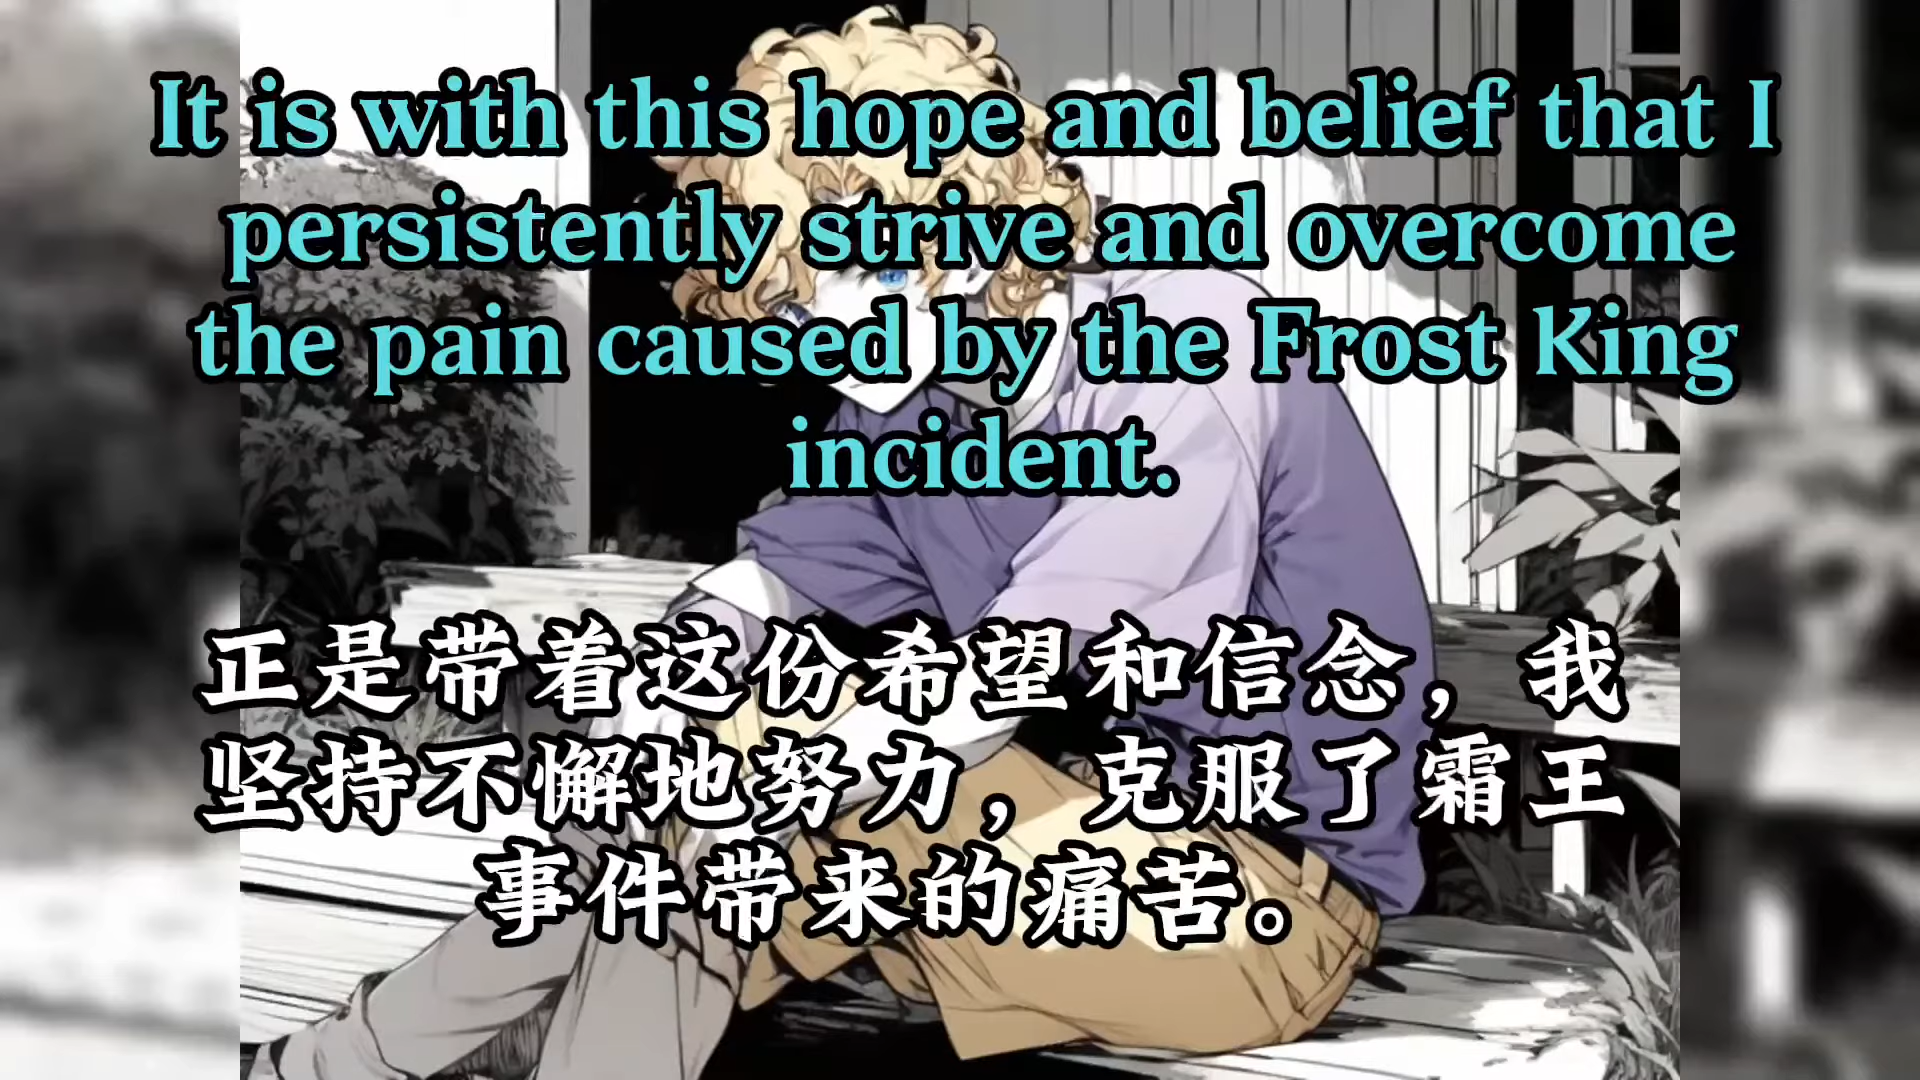 It is with this hope and belief that I
persistently strive and overcome
the pain caused by the Frost King
incident.
正是带着这份希望和信念，我
坚持不懈地努力，克服了霜王
事件带来的痛苦。